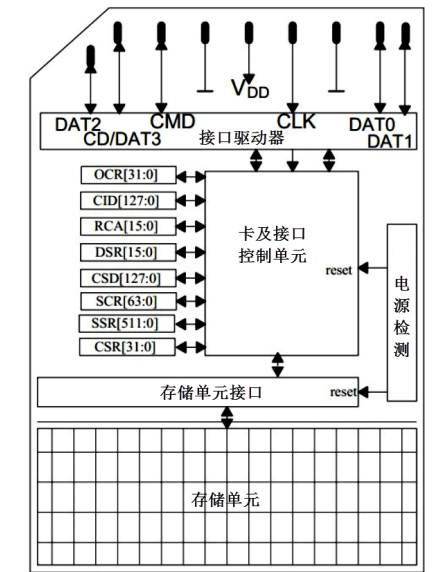 VDD
DAT2 CMD CLK DAT0
CD/DAT3 接口驱动器 DAT1
OCR[31:0]
CID[127:0]
RCA[15:0]
DSR[15:0]
CSD[127:0]
SCR[63:0]
SSR[511:0]
CSR[31:0]
卡及接口
控制单元
reset
电
源
检
测
存储单元接口 reset
存储单元